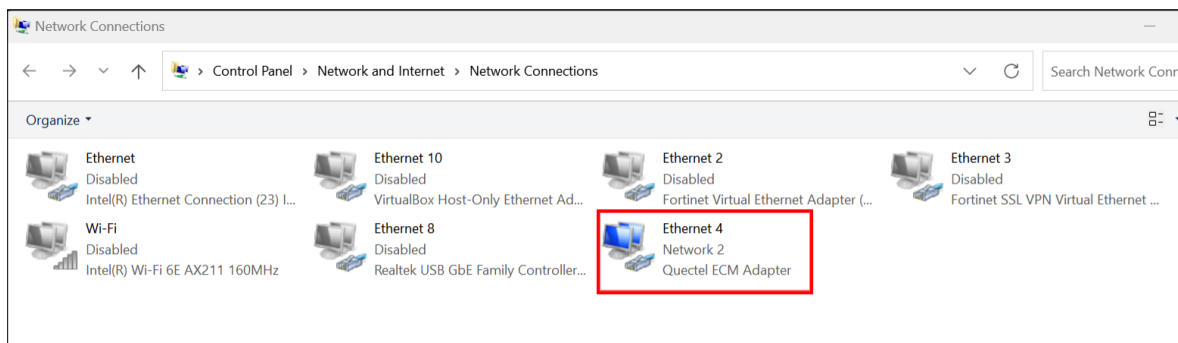 Network Connections
Control Panel > Network and Internet > Network Connections
Search Network Conn
Organize
Ethernet
Disabled
Intel(R) Ethernet Connection (23) I...
Ethernet 10
Disabled
VirtualBox Host-Only Ethernet Ad...
Ethernet 2
Disabled
Fortinet Virtual Ethernet Adapter (...
Ethernet 3
Disabled
Fortinet SSL VPN Virtual Ethernet ...
Wi-Fi
Disabled
Intel(R) Wi-Fi 6E AX211 160MHz
Ethernet 8
Disabled
Realtek USB GbE Family Controller...
Ethernet 4
Network 2
Quectel ECM Adapter